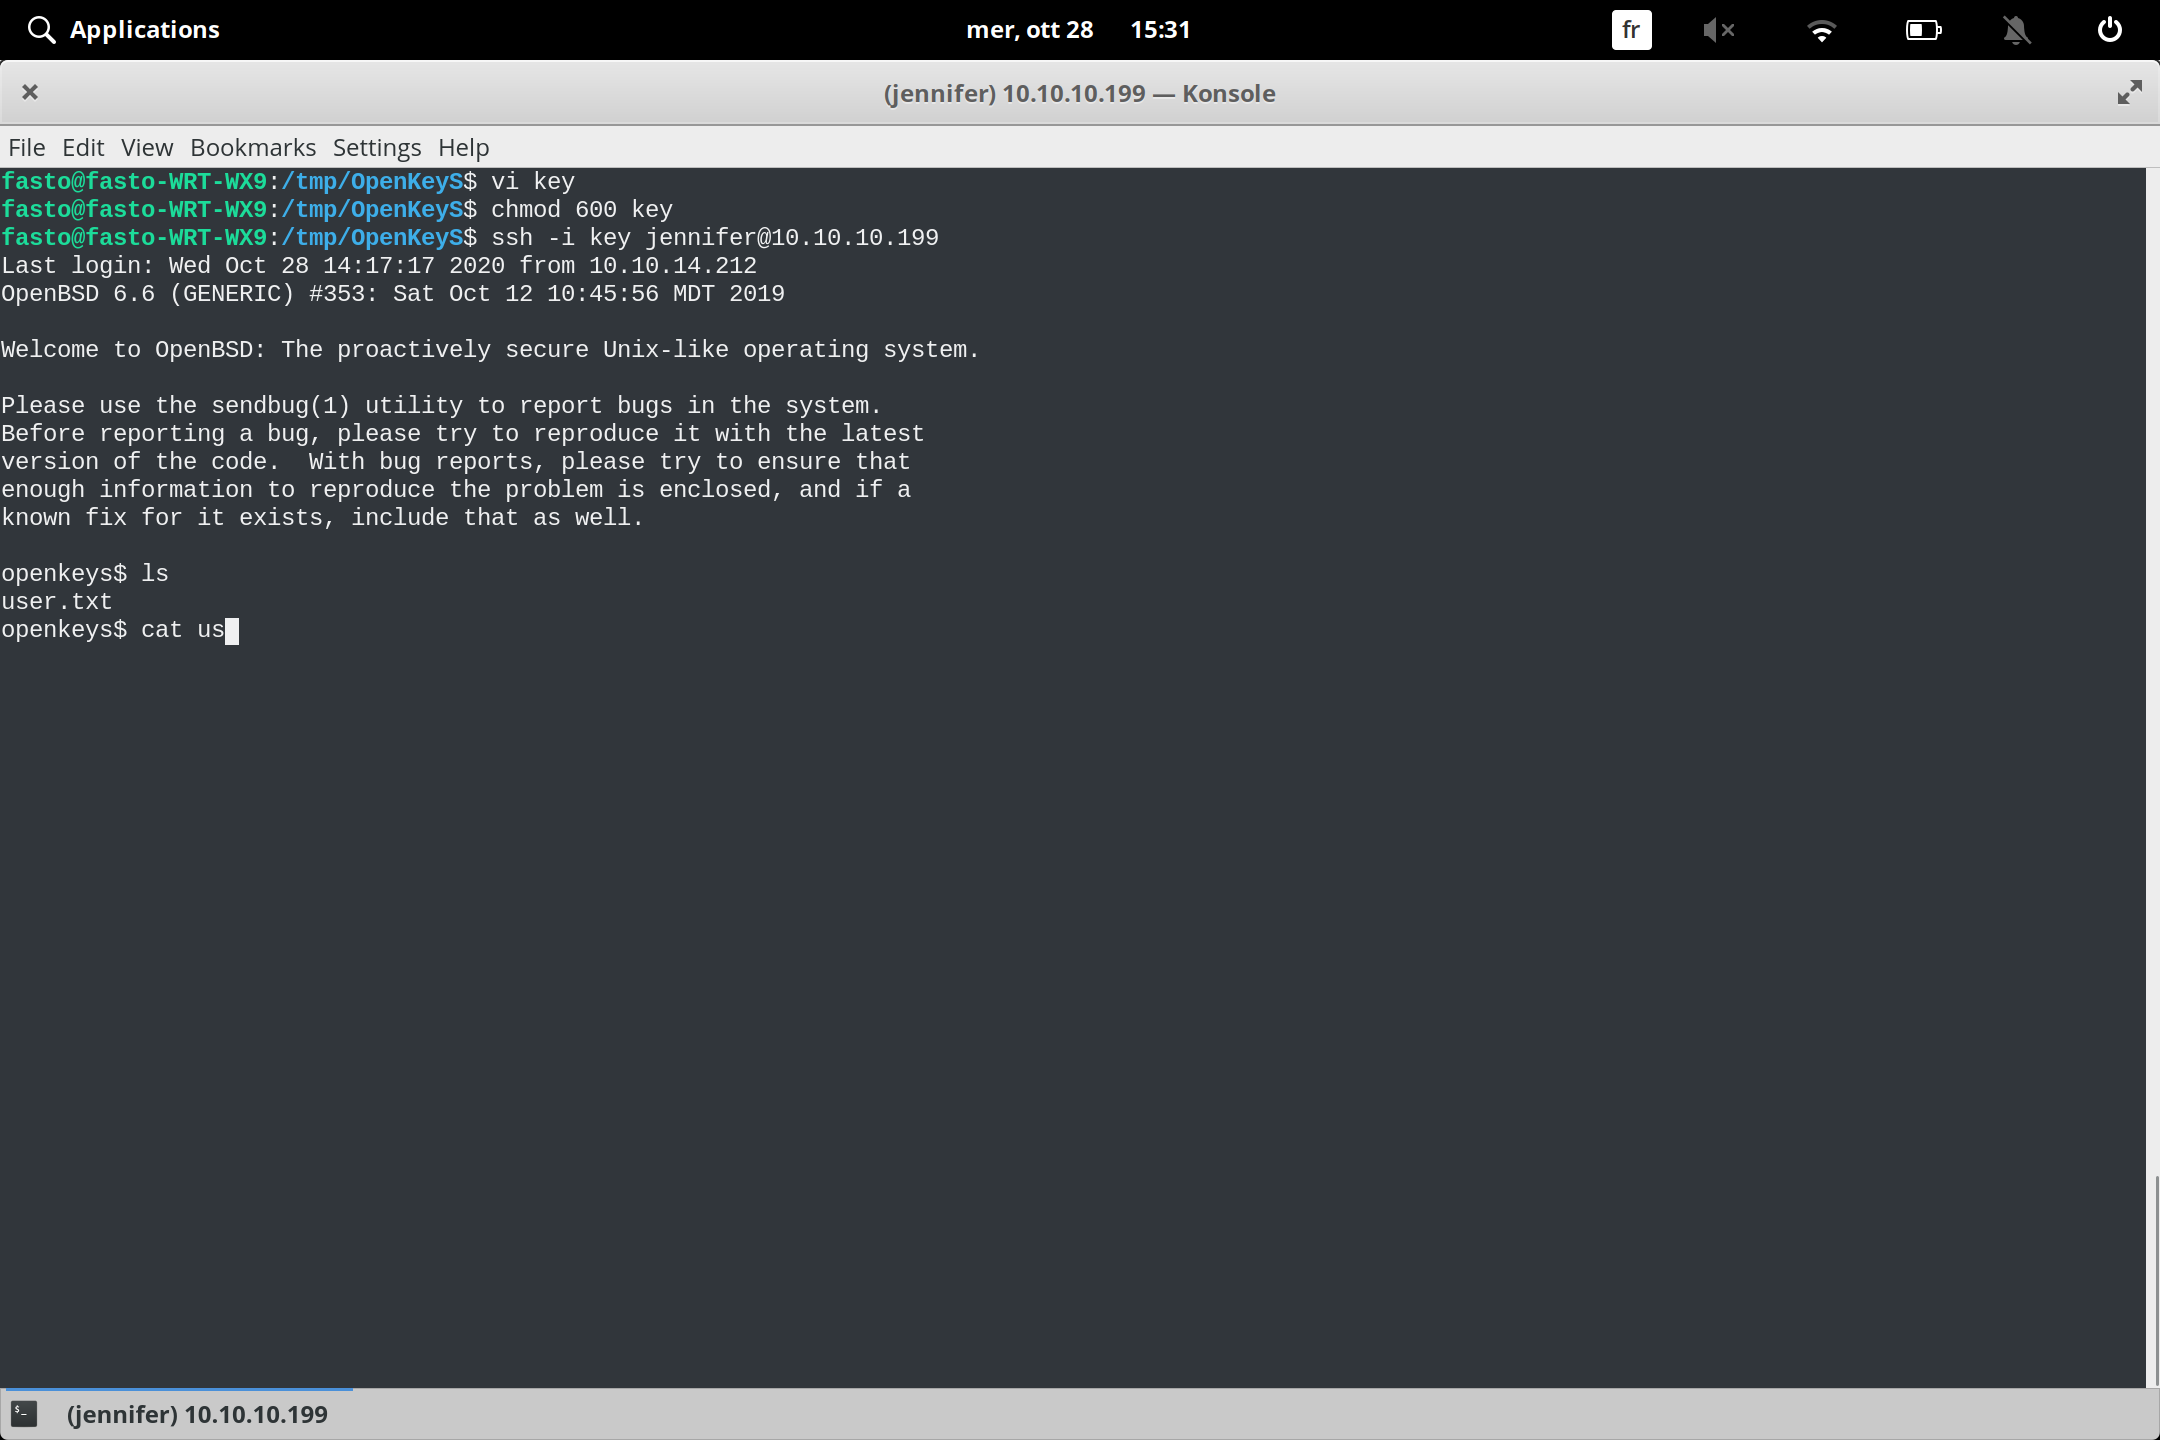 Applications mer, ott 28 15:31 fr
(jennifer) 10.10.10.199 — Konsole
File Edit View Bookmarks Settings Help
fasto@fasto-WRT-WX9:/tmp/OpenKeyS$ vi key
fasto@fasto-WRT-WX9:/tmp/OpenKeyS$ chmod 600 key
fasto@fasto-WRT-WX9:/tmp/OpenKeyS$ ssh -i key jennifer@10.10.10.199
Last login: Wed Oct 28 14:17:17 2020 from 10.10.14.212
OpenBSD 6.6 (GENERIC) #353: Sat Oct 12 10:45:56 MDT 2019
Welcome to OpenBSD: The proactively secure Unix-like operating system.
Please use the sendbug(1) utility to report bugs in the system.
Before reporting a bug, please try to reproduce it with the latest
version of the code.  With bug reports, please try to ensure that
enough information to reproduce the problem is enclosed, and if a
known fix for it exists, include that as well.
openkeys$ ls
user.txt
openkeys$ cat us
$_ (jennifer) 10.10.10.199